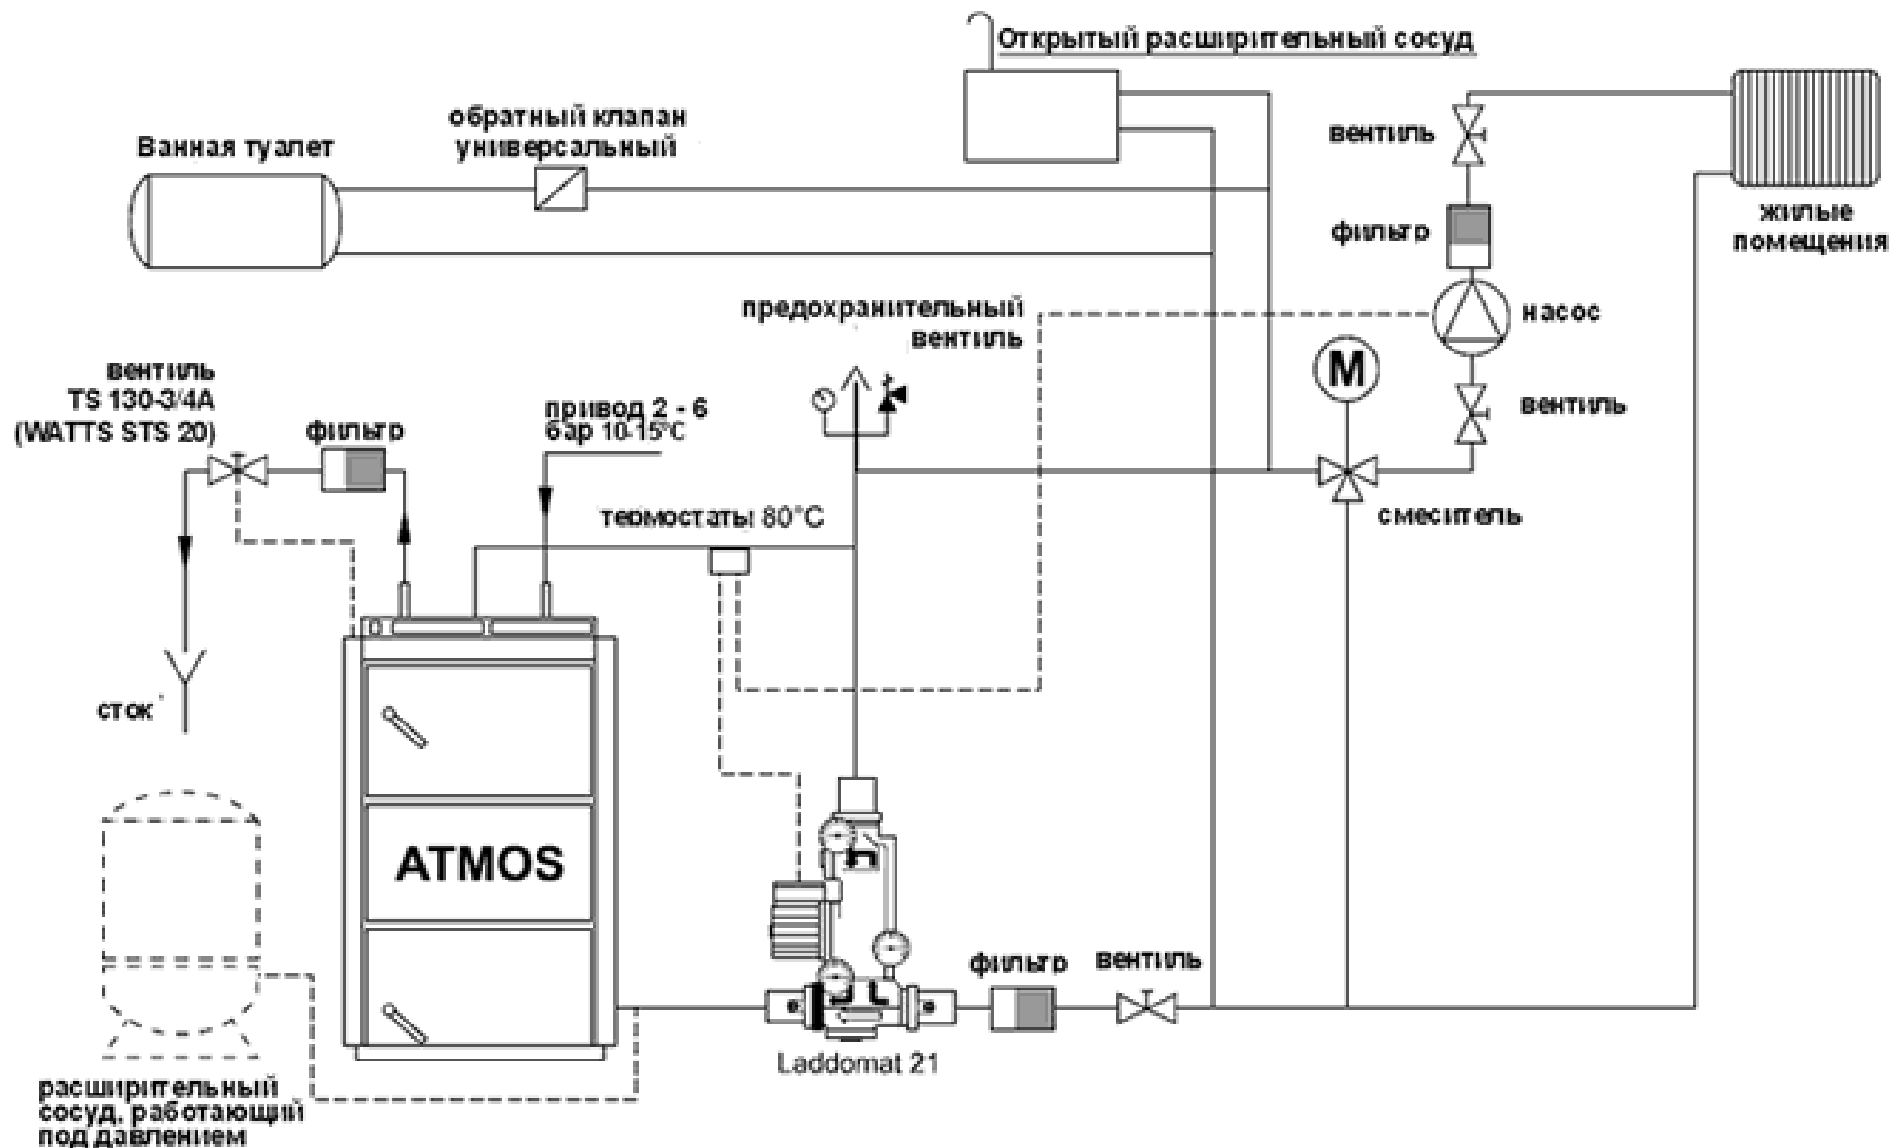 Открытый расширительный сосуд
обратный клапан
универсальный
Ванная туалет
вентиль
фильтр
жилые
помещения
предохранительный
вентиль
насос
M
вентиль
вентиль
TS 130-3/4A
(WATTS STS 20)
фильтр
привод 2 - 6
бар 10-15°C
термостаты 80°C
смеситель
сток
ATMOS
фильтр
вентиль
Laddomat 21
расширительный
сосуд, работающий
под давлением